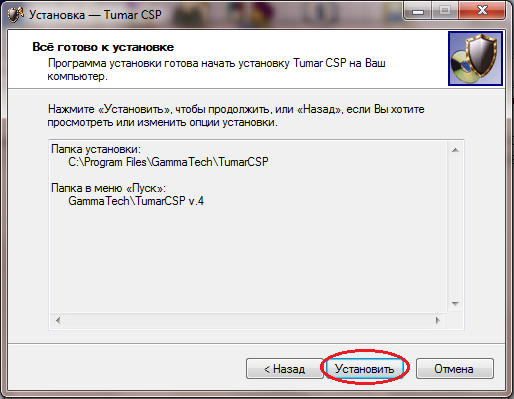 Установка — Tumar CSP
Всё готово к установке
Программа установки готова начать установку Tumar CSP на Ваш
компьютер.
Нажмите «Установить», чтобы продолжить, или «Назад», если Вы хотите
просмотреть или изменить опции установки.
Папка установки:
C:\Program Files\GammaTech\TumarCSP
Папка в меню «Пуск»:
GammaTech\TumarCSP v.4
< Назад
Установить
Отмена